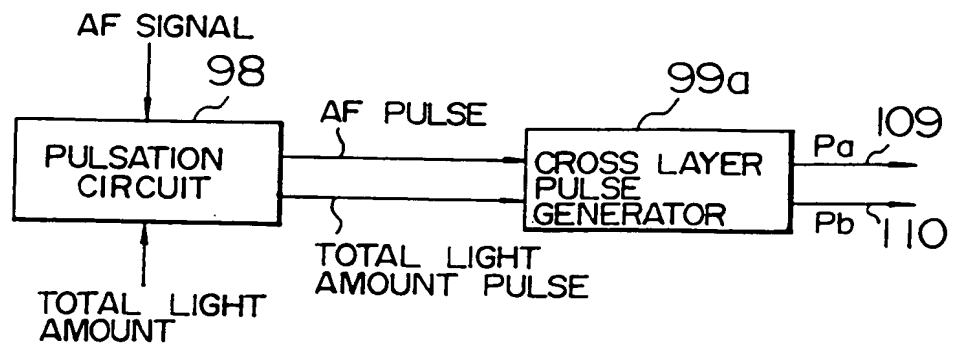 AF SIGNAL
98
99a
AF PULSE
109
PULSATION
CIRCUIT
CROSS LAYER
PULSE
GENERATOR
Pa
Pb
110
TOTAL LIGHT
AMOUNT PULSE
TOTAL LIGHT
AMOUNT